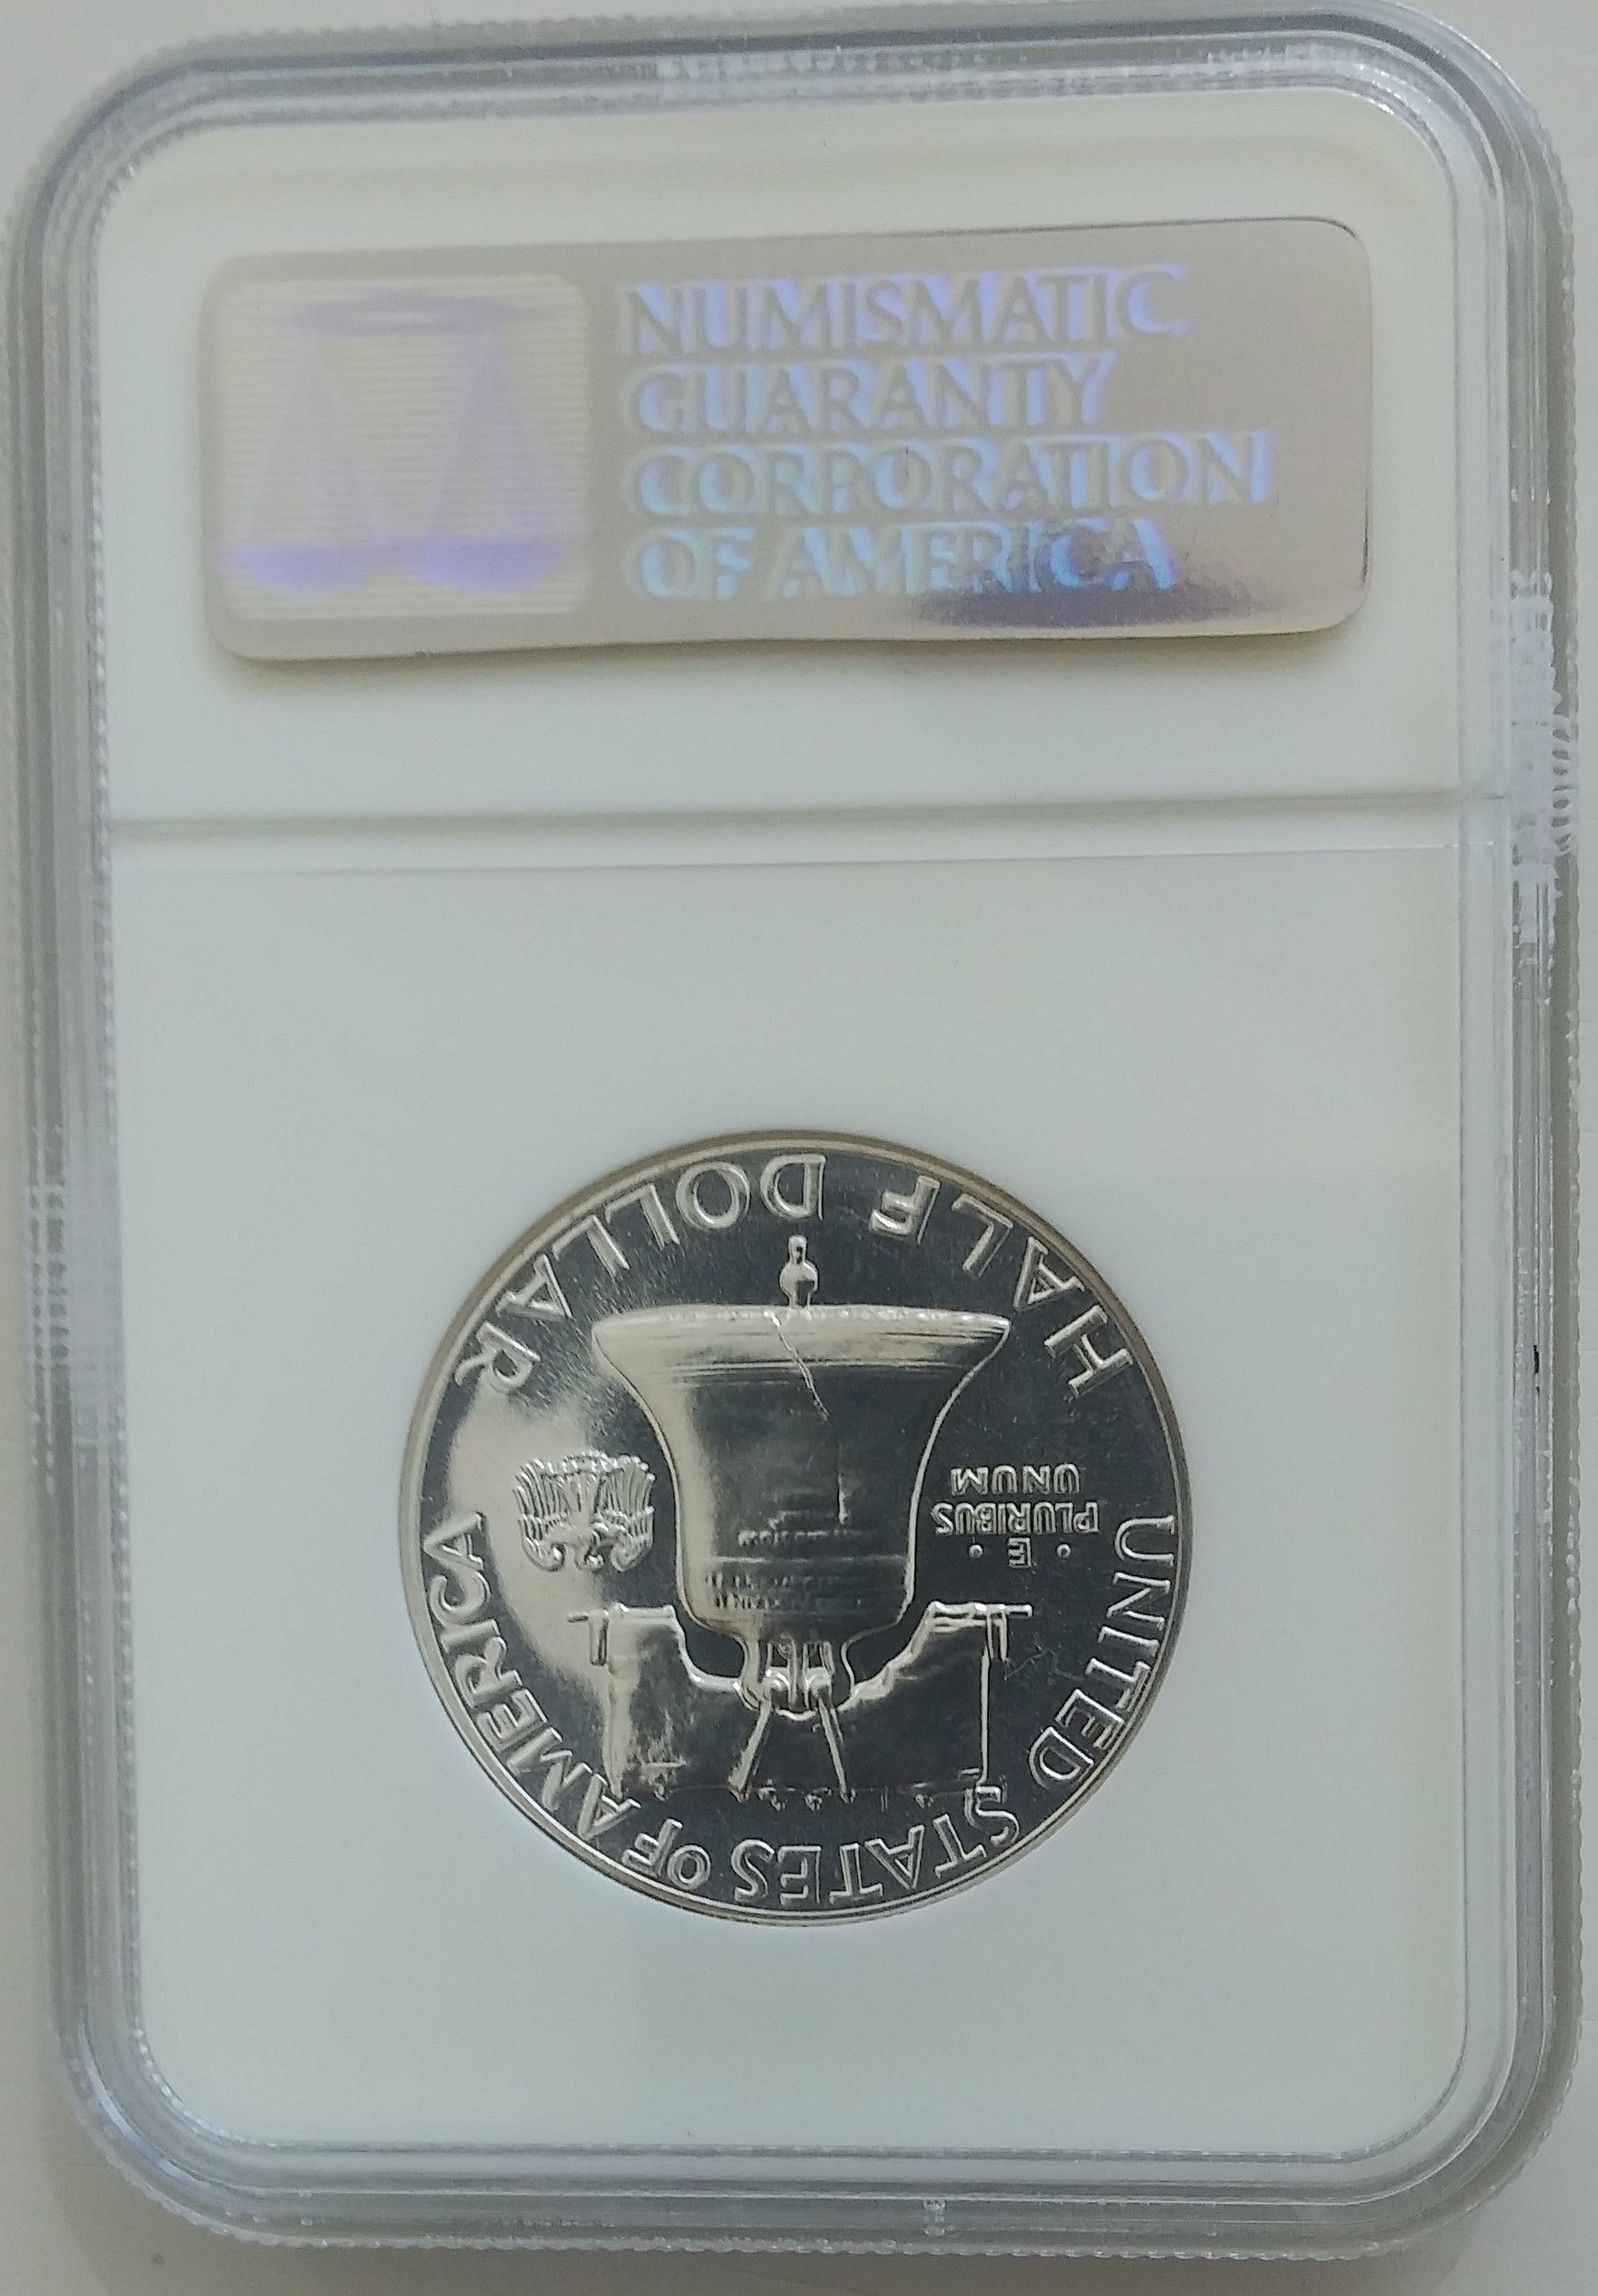 NUMISMATIC
GUARANTY
CORPORATION
OF AMERICA
UNITED STATES OF AMERICA
· E ·
PLURIBUS
UNUM
HALF DOLLAR